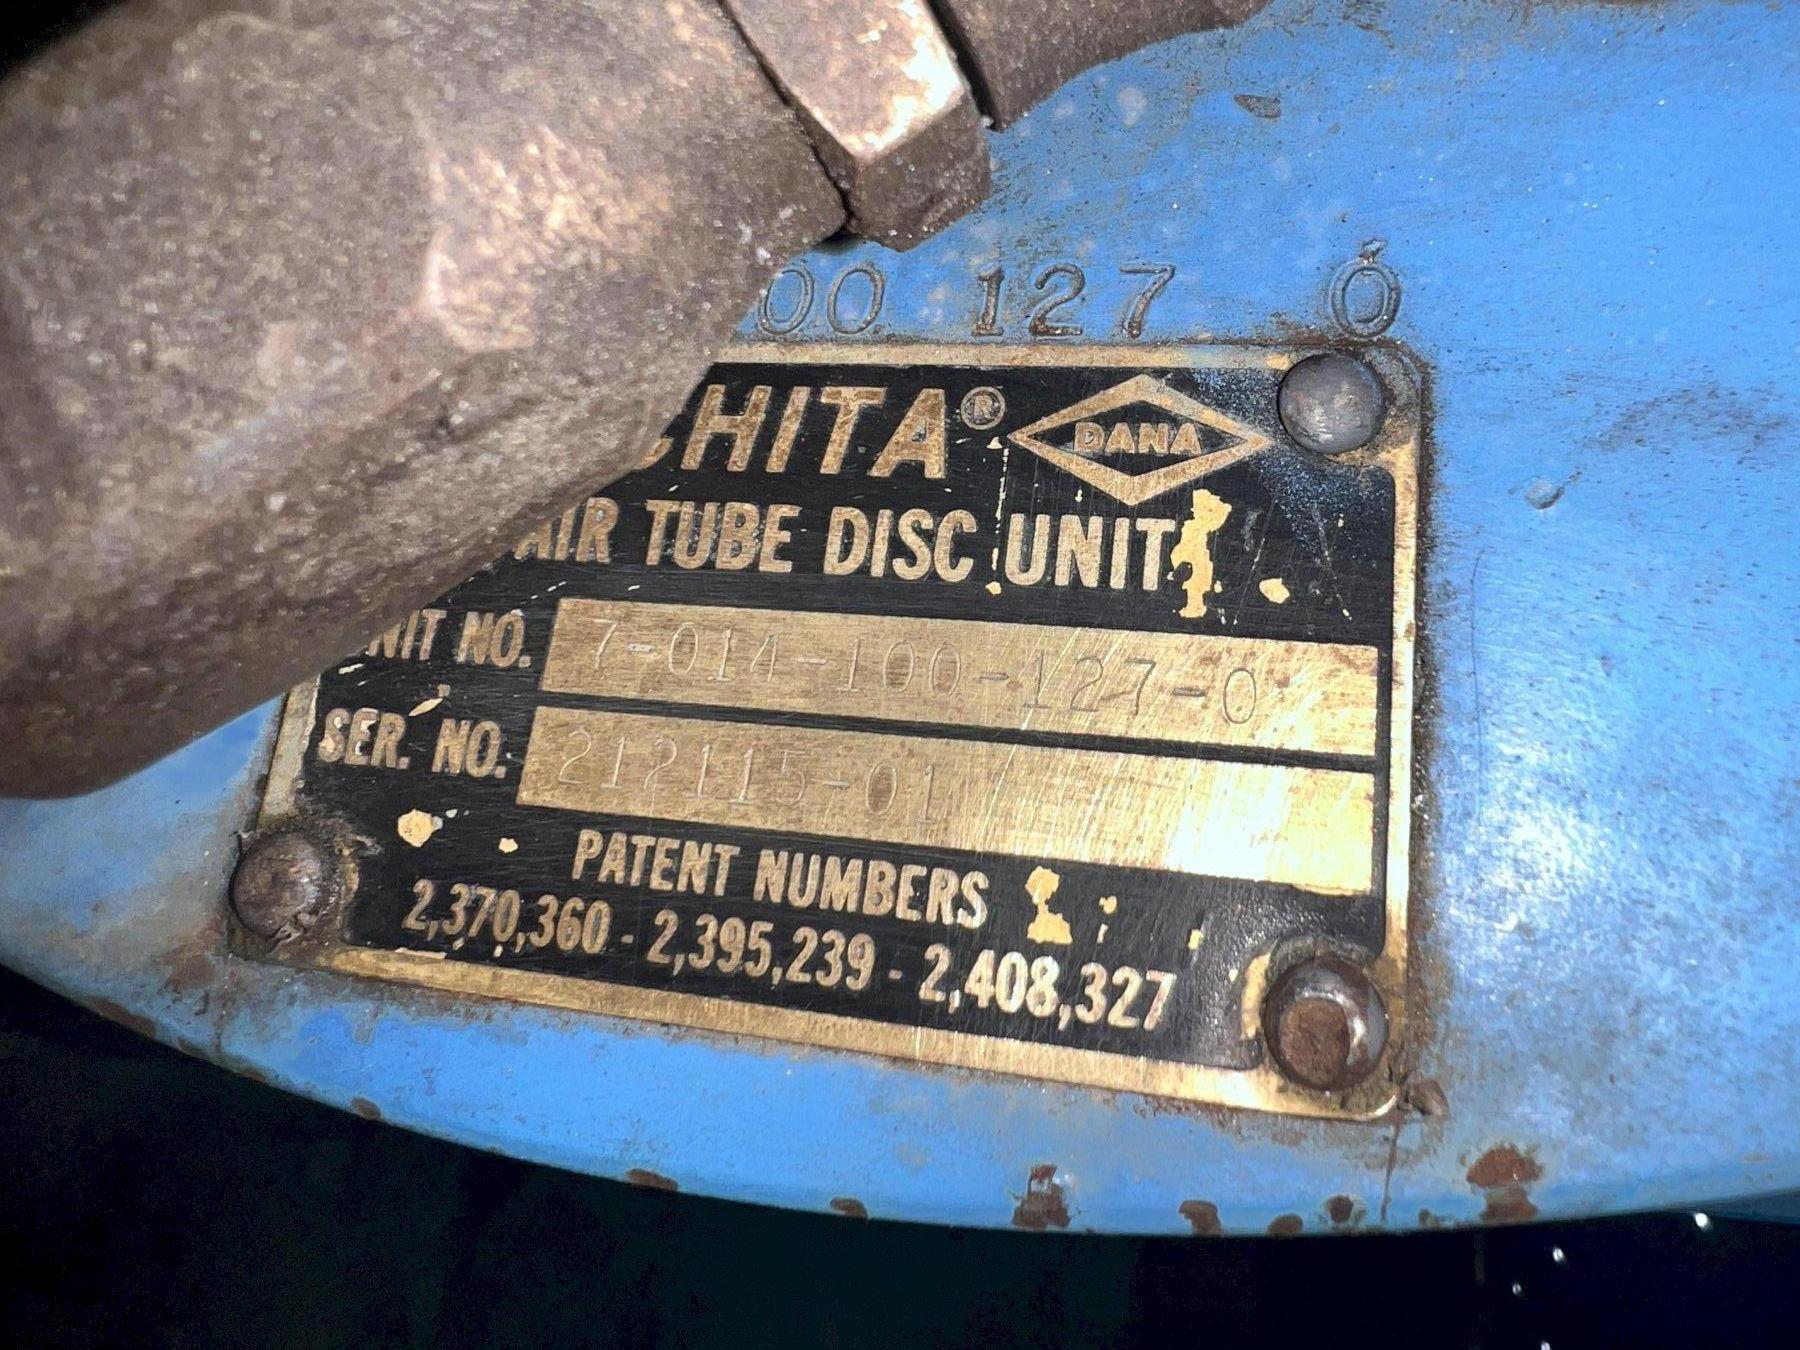 00 127 0
CHITA® DANA
AIR TUBE DISC UNIT
NIT NO. 7-014-100-127-0
SER. NO. 212115-01
PATENT NUMBERS
2,370,360 - 2,395,239 - 2,408,327